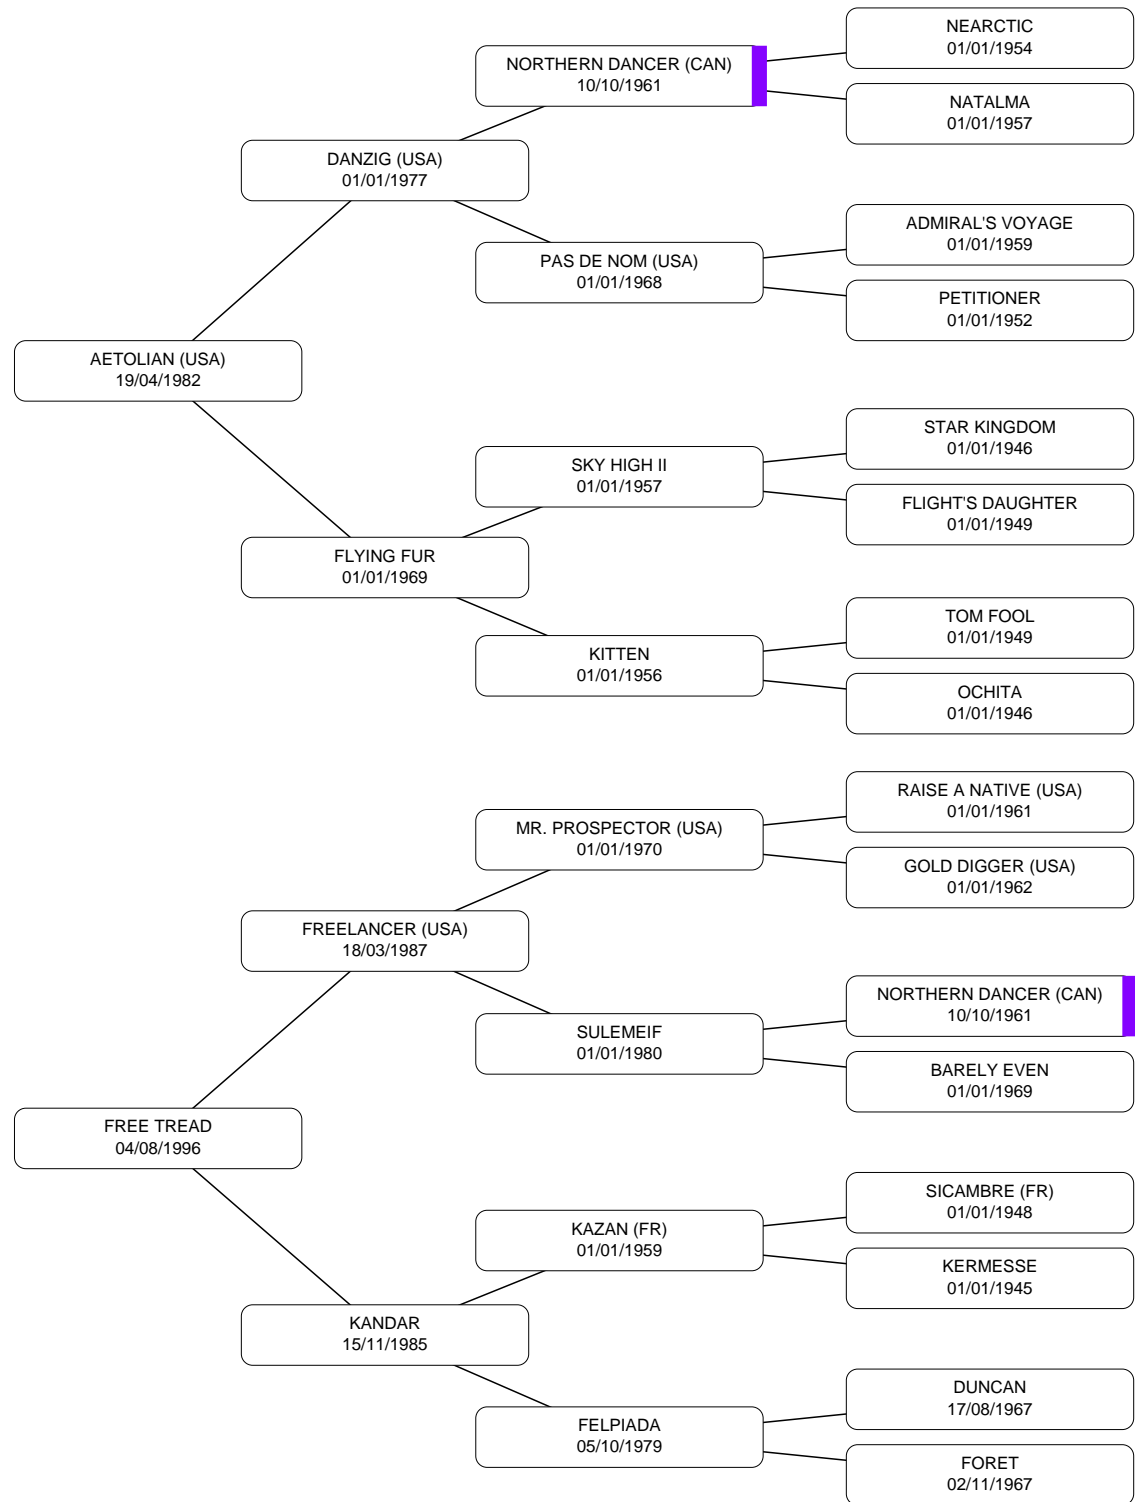 NEARCTIC
01/01/1954
NORTHERN DANCER (CAN)
10/10/1961
NATALMA
01/01/1957
DANZIG (USA)
01/01/1977
ADMIRAL'S VOYAGE
01/01/1959
PAS DE NOM (USA)
01/01/1968
PETITIONER
01/01/1952
AETOLIAN (USA)
19/04/1982
STAR KINGDOM
01/01/1946
SKY HIGH II
01/01/1957
FLIGHT'S DAUGHTER
01/01/1949
FLYING FUR
01/01/1969
TOM FOOL
01/01/1949
KITTEN
01/01/1956
OCHITA
01/01/1946
RAISE A NATIVE (USA)
01/01/1961
MR. PROSPECTOR (USA)
01/01/1970
GOLD DIGGER (USA)
01/01/1962
FREELANCER (USA)
18/03/1987
NORTHERN DANCER (CAN)
10/10/1961
SULEMEIF
01/01/1980
BARELY EVEN
01/01/1969
FREE TREAD
04/08/1996
SICAMBRE (FR)
01/01/1948
KAZAN (FR)
01/01/1959
KERMESSE
01/01/1945
KANDAR
15/11/1985
DUNCAN
17/08/1967
FELPIADA
05/10/1979
FORET
02/11/1967